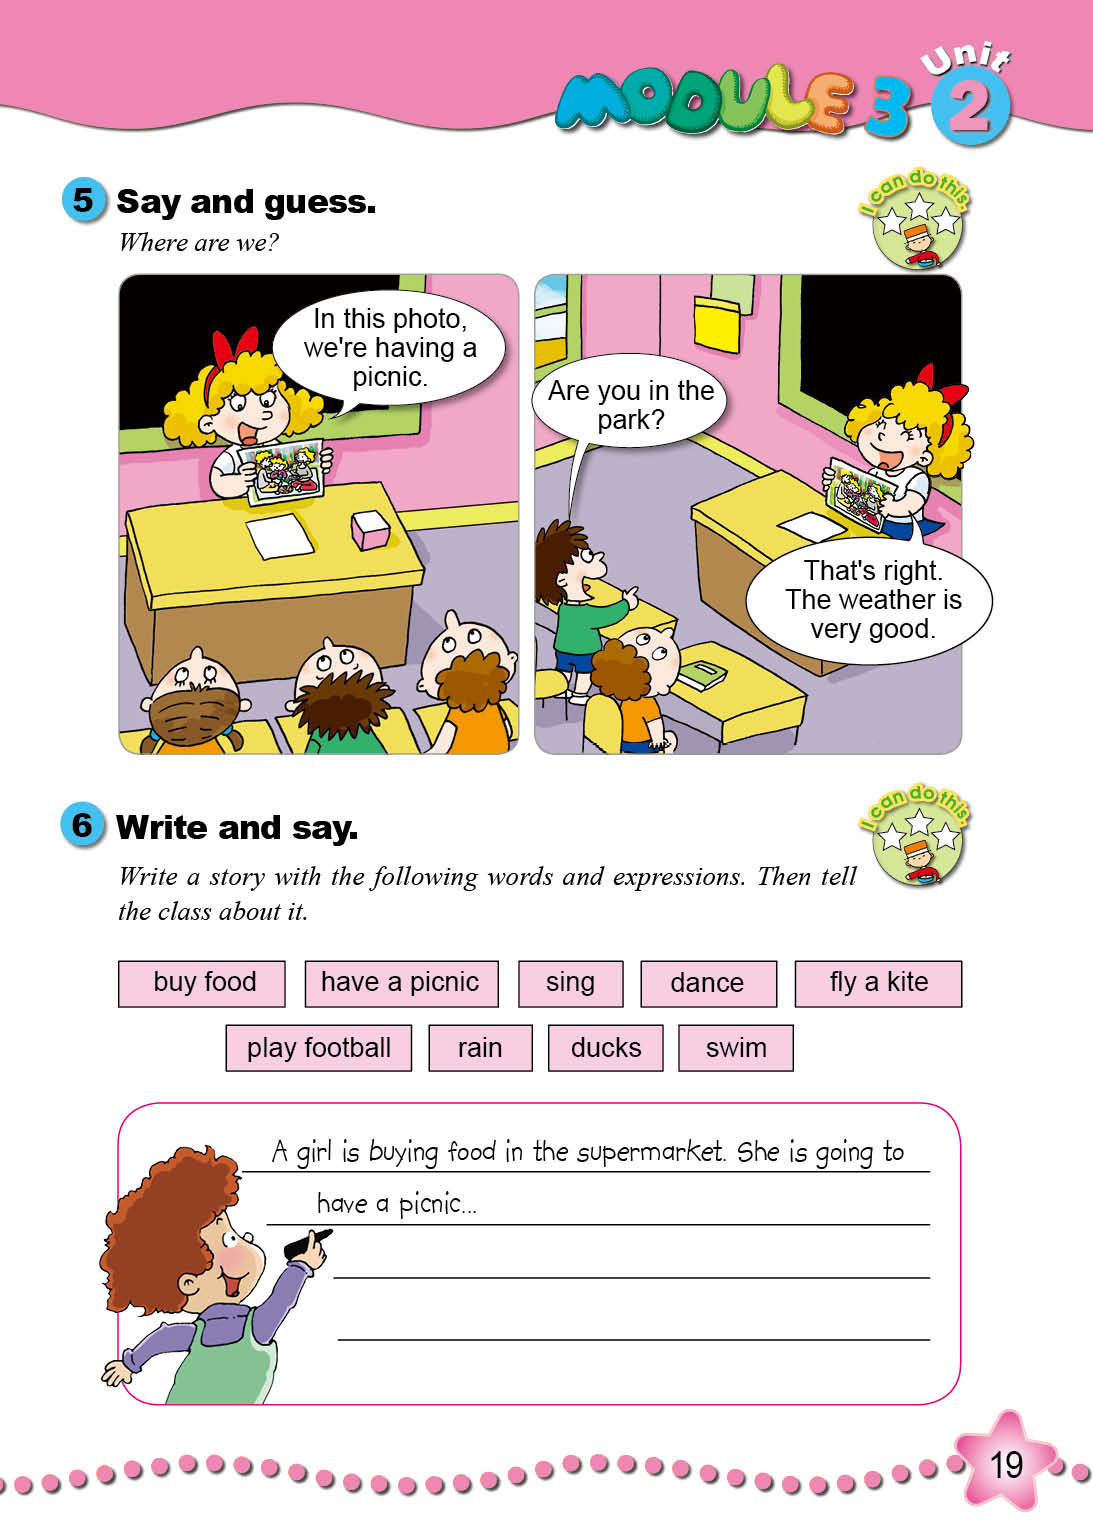 MODULE 3 Unit 2
5 Say and guess.
I can do this.
Where are we?
In this photo,
we're having a
picnic.
Are you in the
park?
That's right.
The weather is
very good.
6 Write and say.
I can do this.
Write a story with the following words and expressions. Then tell
the class about it.
buy food have a picnic sing dance fly a kite
play football rain ducks swim
A girl is buying food in the supermarket. She is going to
have a picnic...
19